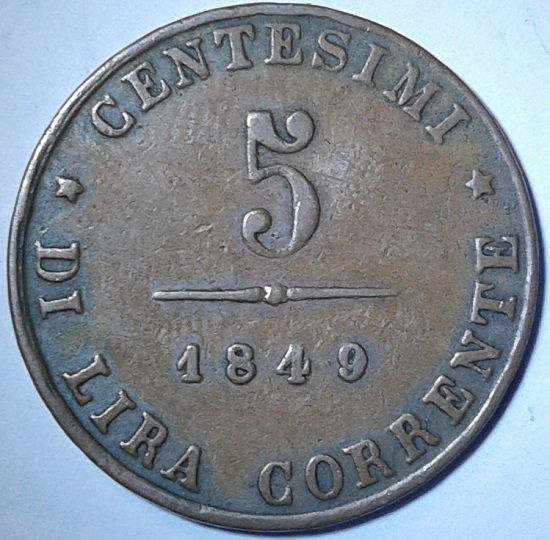 CENTESIMI
5
1849
DI LIRA CORRENTE